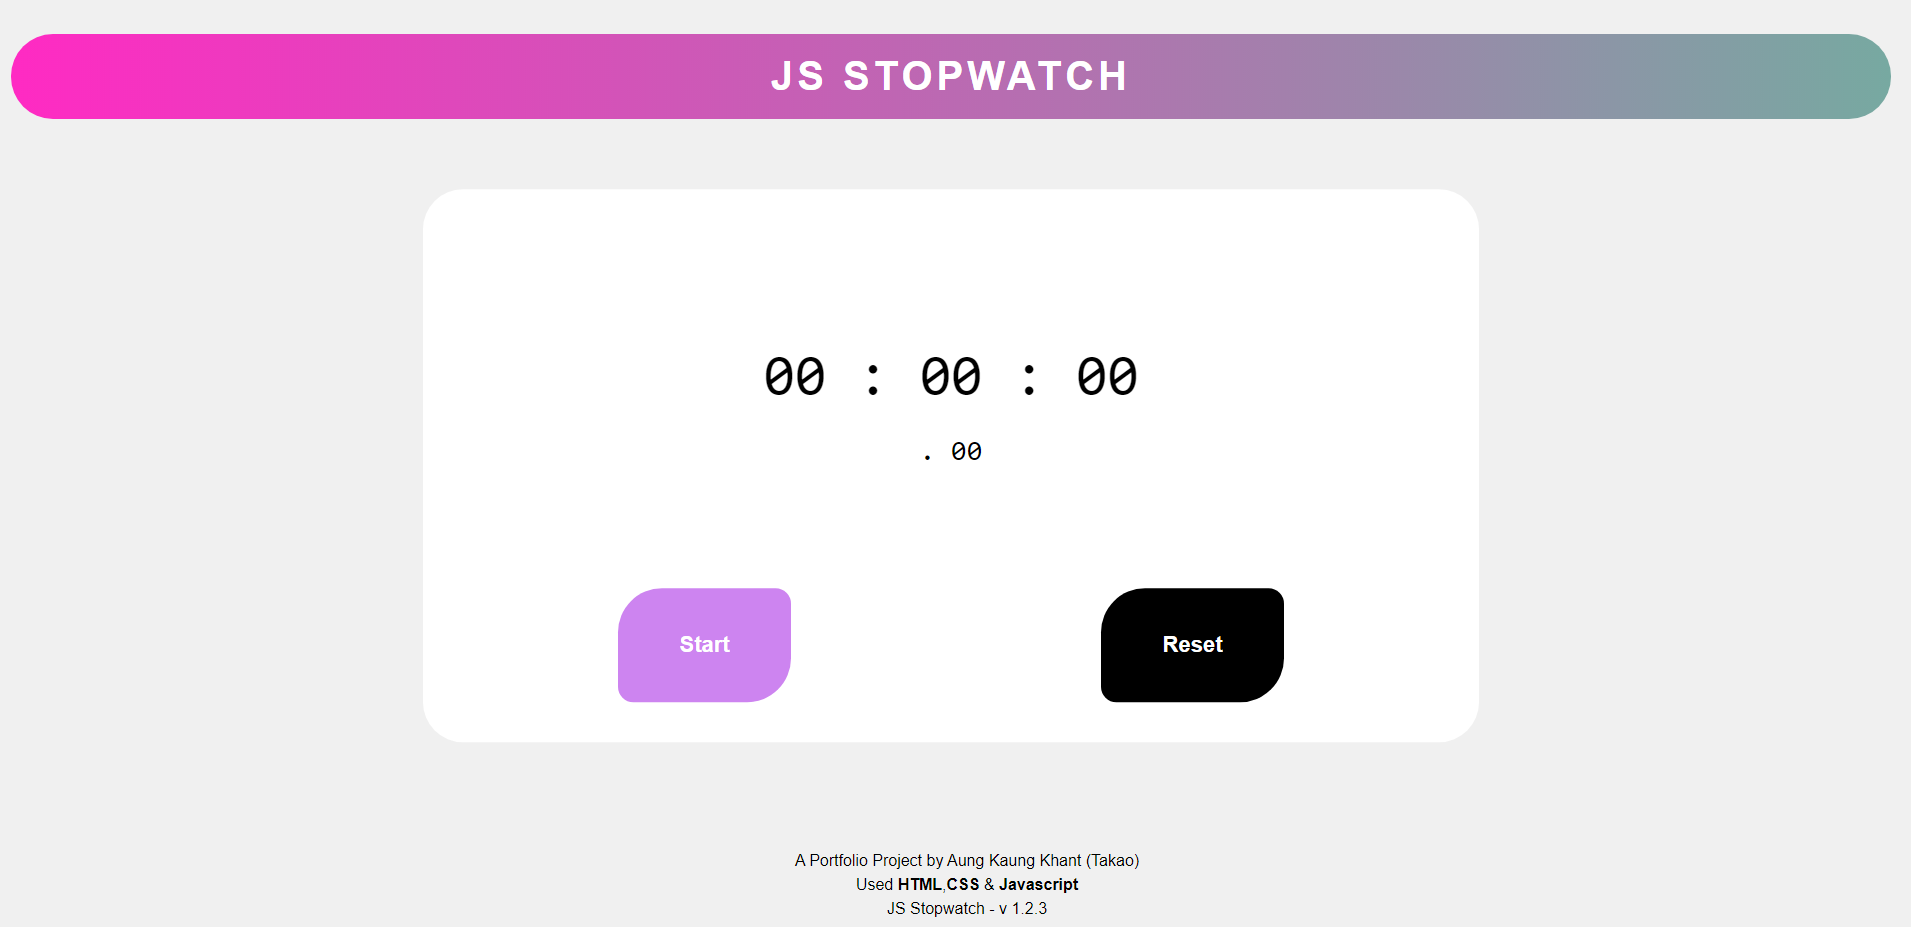 JS STOPWATCH
00 : 00 : 00
. 00
Start
Reset
A Portfolio Project by Aung Kaung Khant (Takao)
Used HTML,CSS & Javascript
JS Stopwatch - v 1.2.3